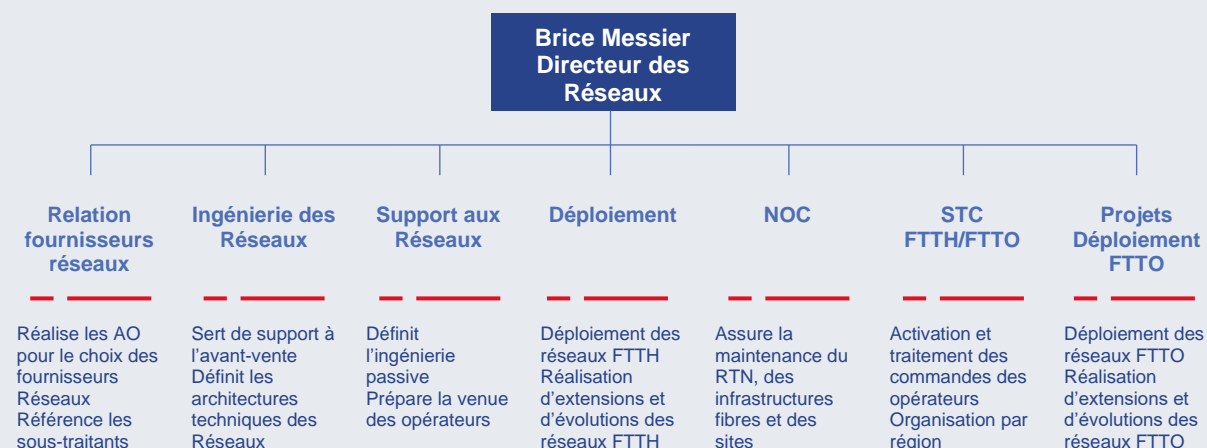 Brice Messier
Directeur des
Réseaux
Relation
fournisseurs
réseaux
Ingénierie des
Réseaux
Support aux
Réseaux
Déploiement
NOC
STC
FTTH/FTTO
Projets
Déploiement
FTTO
Réalise les AO
pour le choix des
fournisseurs
Réseaux
Référence les
sous-traitants
Sert de support à
l’avant-vente
Définit les
architectures
techniques des
Réseaux
Définit
l’ingénierie
passive
Prépare la venue
des opérateurs
Déploiement des
réseaux FTTH
Réalisation
d’extensions et
d’évolutions des
réseaux FTTH
Assure la
maintenance du
RTN, des
infrastructures
fibres et des
sites
Activation et
traitement des
commandes des
opérateurs
Organisation par
région
Déploiement des
réseaux FTTO
Réalisation
d’extensions et
d’évolutions des
réseaux FTTO